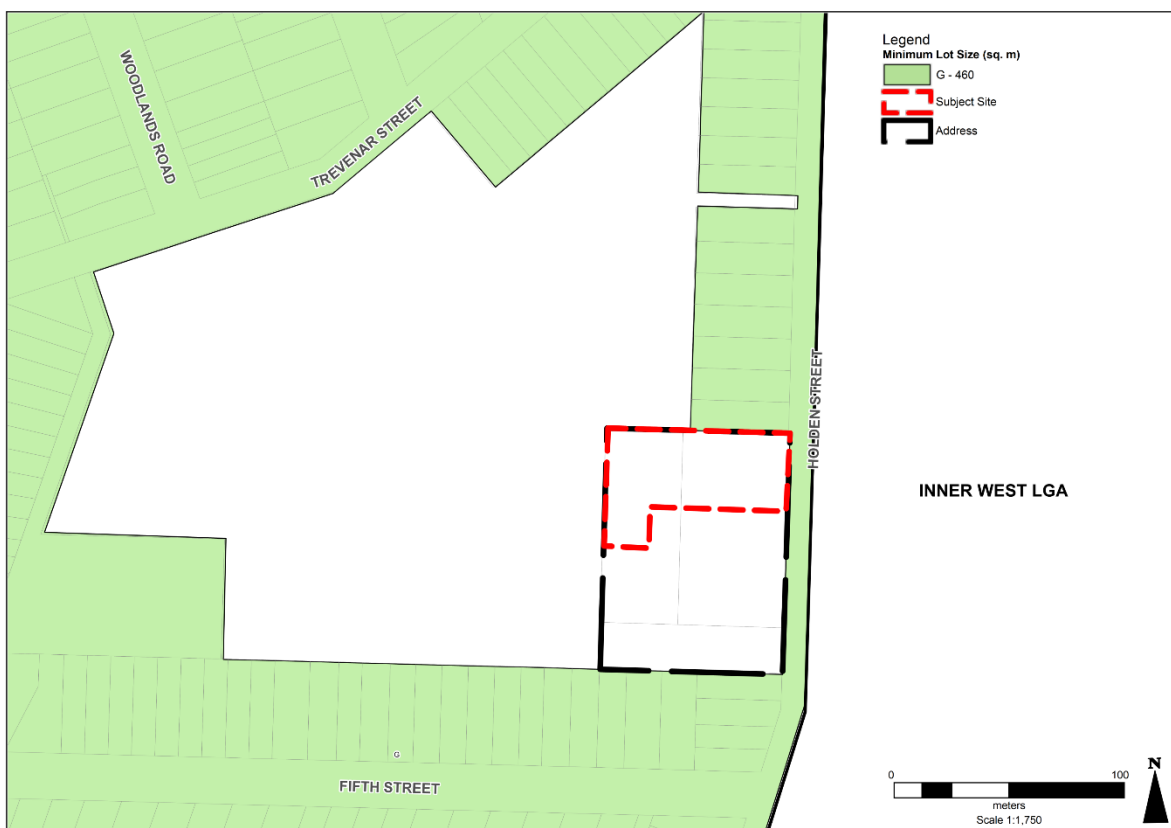 Legend
Minimum Lot Size (sq. m)
G - 460
Subject Site
Address
WOODLANDS ROAD
TREVENAR STREET
HOLDEN STREET
INNER WEST LGA
G
FIFTH STREET
N
0 100
meters
Scale 1:1,750